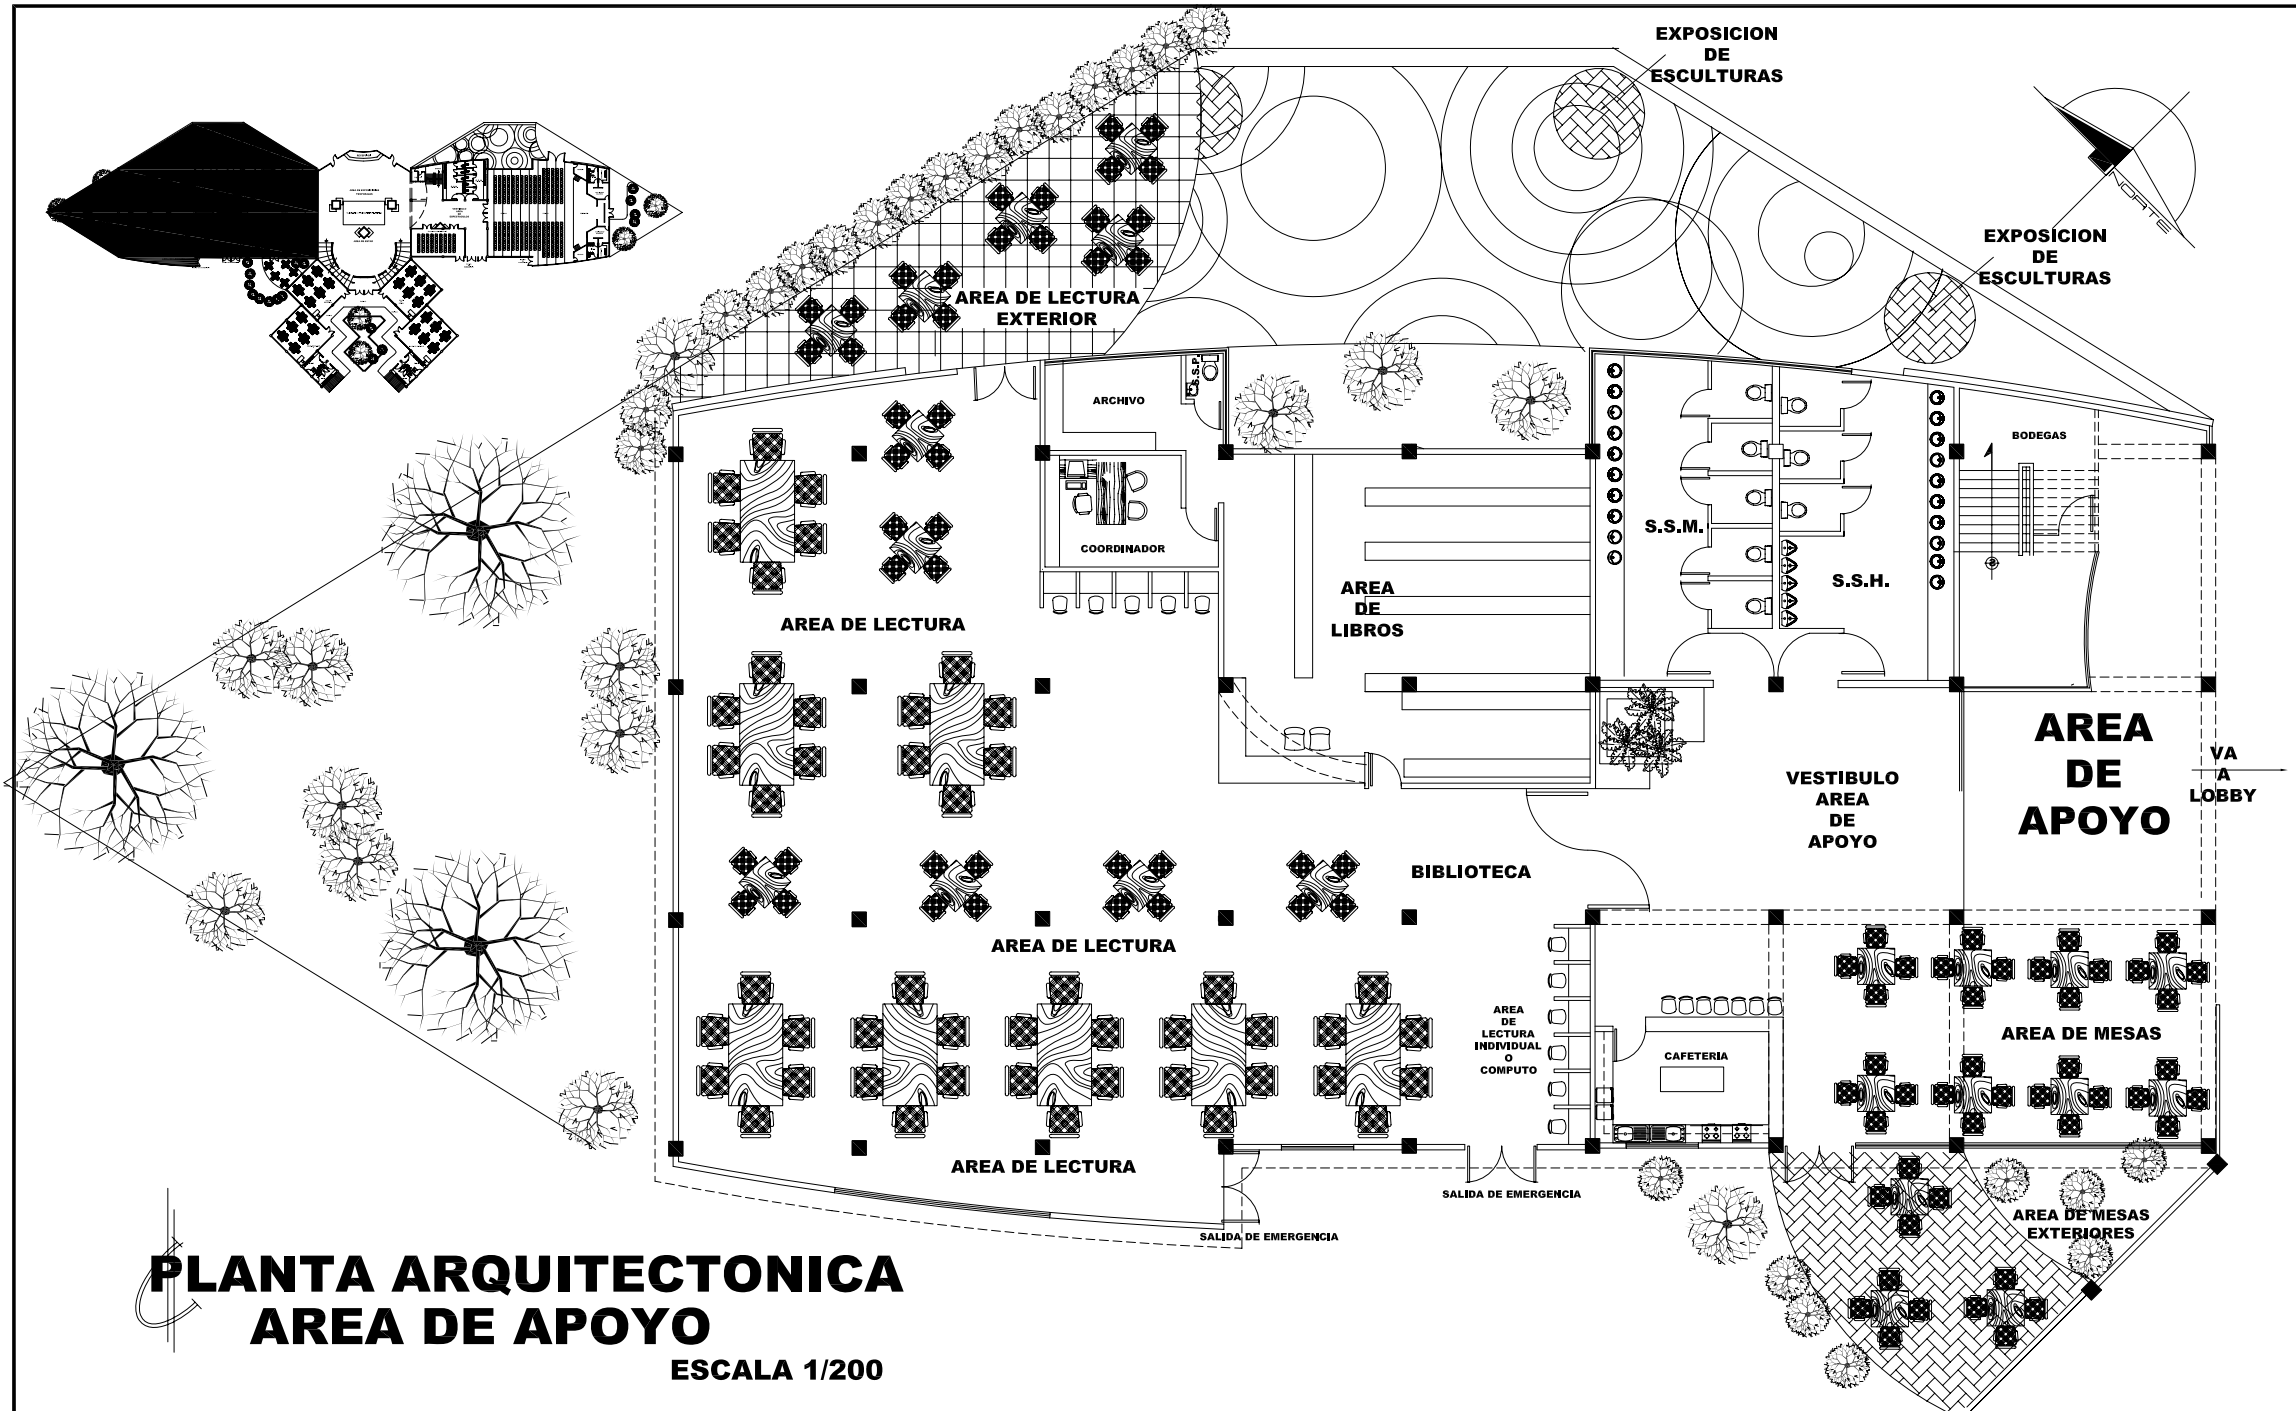 EXPOSICION
DE
ESCULTURAS
NORTE
EXPOSICION
DE
ESCULTURAS
AREA DE LECTURA
EXTERIOR
S.S.P.
ARCHIVO
BODEGAS
COORDINADOR
S.S.M.
S.S.H.
AREA
DE
LIBROS
AREA DE LECTURA
AREA
DE
APOYO
VA
A
LOBBY
VESTIBULO
AREA
DE
APOYO
BIBLIOTECA
AREA DE LECTURA
AREA
DE
LECTURA
INDIVIDUAL
O
COMPUTO
CAFETERIA
AREA DE MESAS
AREA DE LECTURA
SALIDA DE EMERGENCIA
SALIDA DE EMERGENCIA
AREA DE MESAS
EXTERIORES
PLANTA ARQUITECTONICA
AREA DE APOYO
ESCALA 1/200